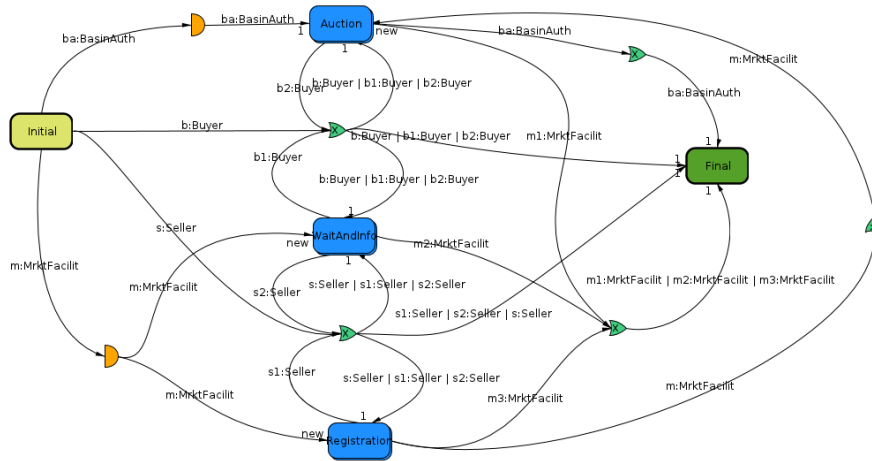 ba:BasinAuth
ba:BasinAuth
1
Auction
new
ba:BasinAuth
x
m:MrktFacilit
1
b2:Buyer
b:Buyer | b1:Buyer | b2:Buyer
ba:BasinAuth
Initial
b:Buyer
x
b:Buyer | b1:Buyer | b2:Buyer
m1:MrktFacilit
1
1
1
Final
b1:Buyer
b:Buyer | b1:Buyer | b2:Buyer
1
1
s:Seller
new
WaitAndInfo
m2:MrktFacilit
1
m:MrktFacilit
m:MrktFacilit
s2:Seller
s:Seller | s1:Seller | s2:Seller
m1:MrktFacilit | m2:MrktFacilit | m3:MrktFacilit
s1:Seller | s2:Seller | s:Seller
x
x
s1:Seller
s:Seller | s1:Seller | s2:Seller
m:MrktFacilit
m3:MrktFacilit
m:MrktFacilit
1
new
Registration